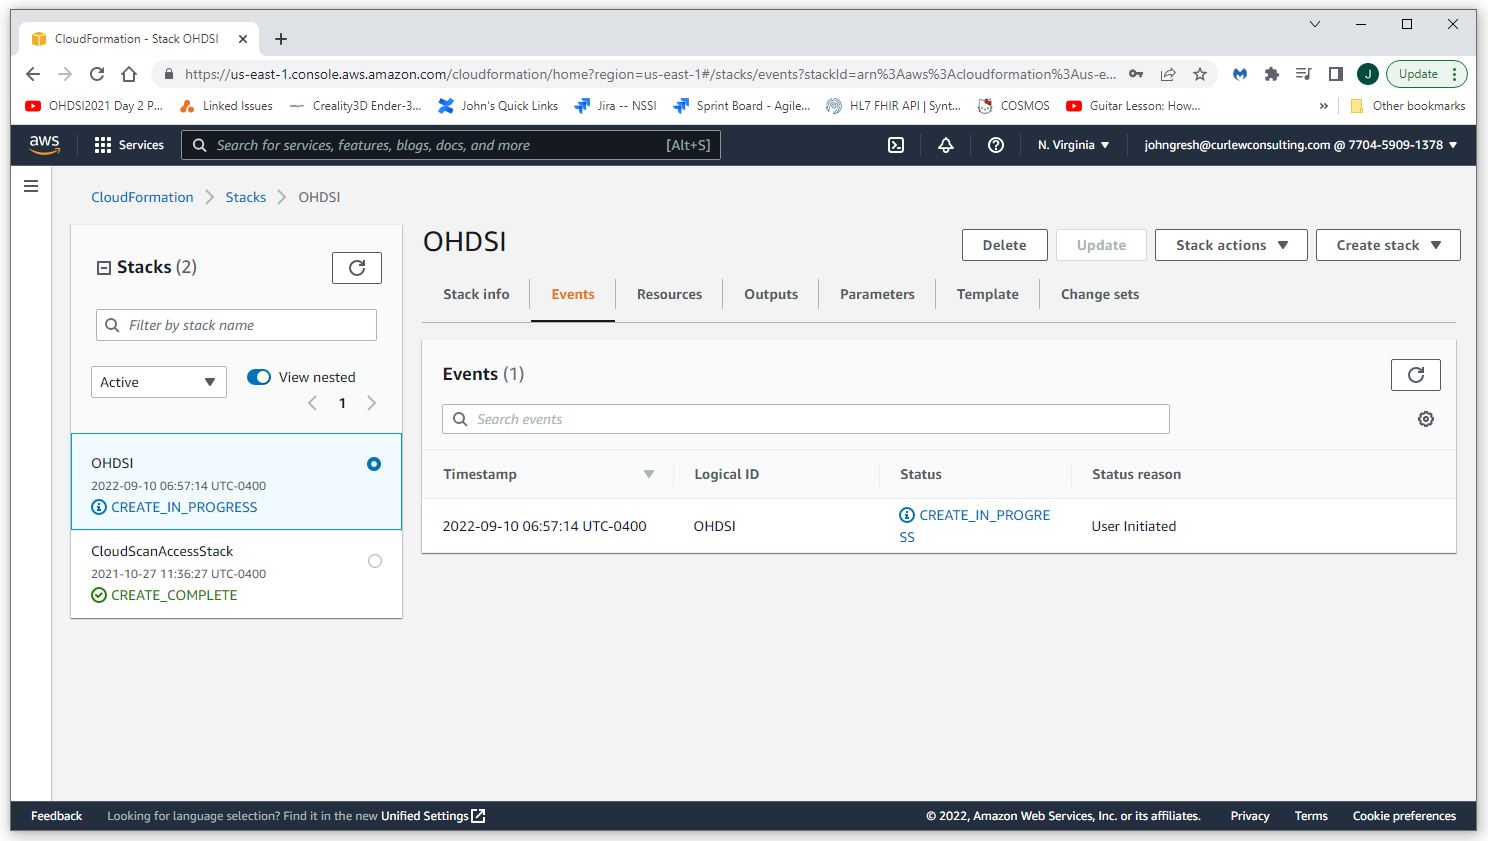 CloudFormation - Stack OHDSI
https://us-east-1.console.aws.amazon.com/cloudformation/home?region=us-east-1#/stacks/events?stackId=arn%3Aaws%3Acloudformation%3Aus-e...
J
Update
OHDSI2021 Day 2 P...
Linked Issues
Creality3D Ender-3...
John's Quick Links
Jira -- NSSI
Sprint Board - Agile...
HL7 FHIR API | Synt...
COSMOS
Guitar Lesson: How...
»
Other bookmarks
aws
Services
Search for services, features, blogs, docs, and more
[Alt+S]
N. Virginia
johngresh@curlewconsulting.com @ 7704-5909-1378
CloudFormation
Stacks
OHDSI
Stacks (2)
Filter by stack name
Active
View nested
1
OHDSI
2022-09-10 06:57:14 UTC-0400
CREATE_IN_PROGRESS
CloudScanAccessStack
2021-10-27 11:36:27 UTC-0400
CREATE_COMPLETE
OHDSI
Delete
Update
Stack actions
Create stack
Stack info
Events
Resources
Outputs
Parameters
Template
Change sets
Events (1)
Search events
Timestamp
Logical ID
Status
Status reason
2022-09-10 06:57:14 UTC-0400
OHDSI
CREATE_IN_PROGRE
SS
User Initiated
Feedback
Looking for language selection? Find it in the new Unified Settings
© 2022, Amazon Web Services, Inc. or its affiliates.
Privacy
Terms
Cookie preferences